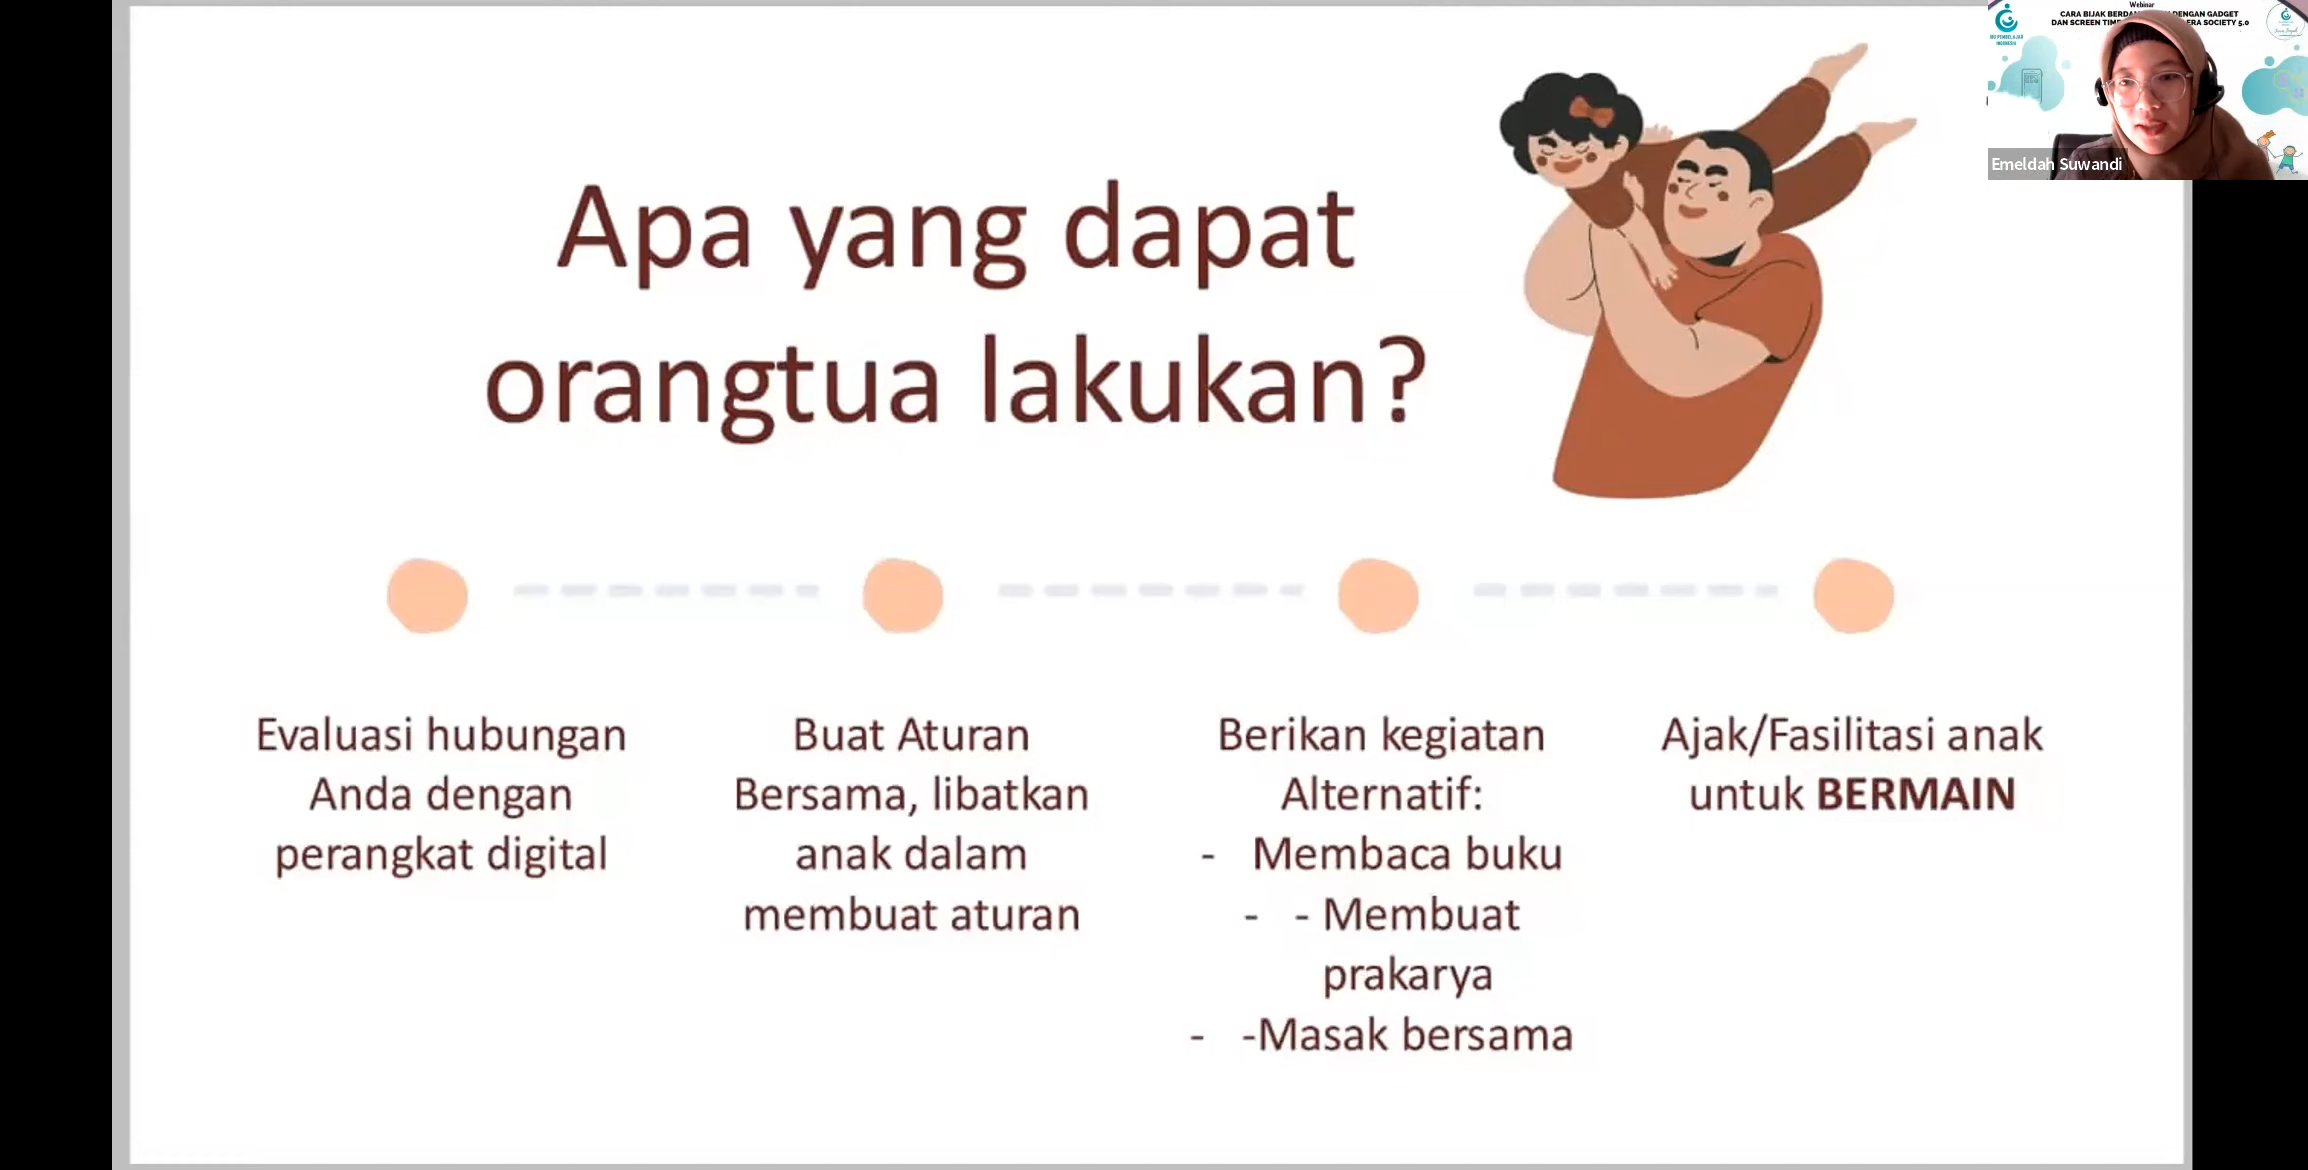 Apa yang dapat
orangtua lakukan?
Evaluasi hubungan
Anda dengan
perangkat digital
Buat Aturan
Bersama, libatkan
anak dalam
membuat aturan
Berikan kegiatan
Alternatif:
- Membaca buku
- - Membuat
prakarya
- -Masak bersama
Ajak/Fasilitasi anak
untuk BERMAIN
Webinar
CARA BIJAK DENGAN GADGET
DAN SCREEN ERA SOCIETY 5.0
INDONESIA
Emeldah Suwandi